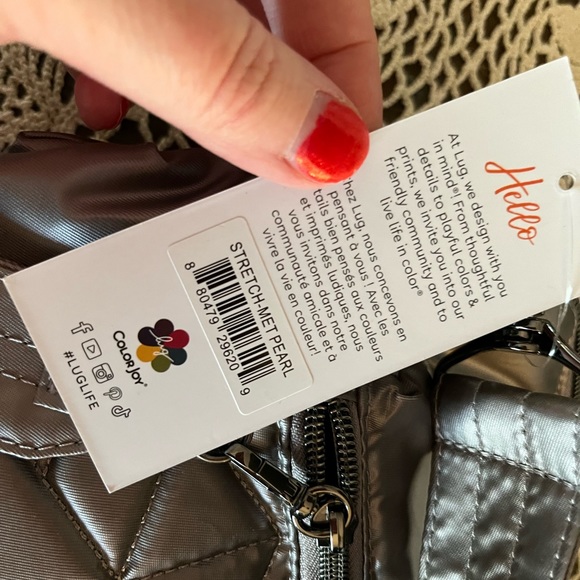 Hello
At Lug, we design with you
in mind®! From thoughtful
details to playful colors &
prints, we invite you into our
friendly community and to
live life in color®
hez Lug, nous concevons en
pensant à vous ! Avec les
tails bien pensés aux couleurs
et imprimés ludiques, nous
vous invitons dans notre
communauté amicale et à
vivre la vie en couleur!
STRETCH-MET PEARL
8 80479 29620 9
lug
COLORJOY®
#LUGLIFE